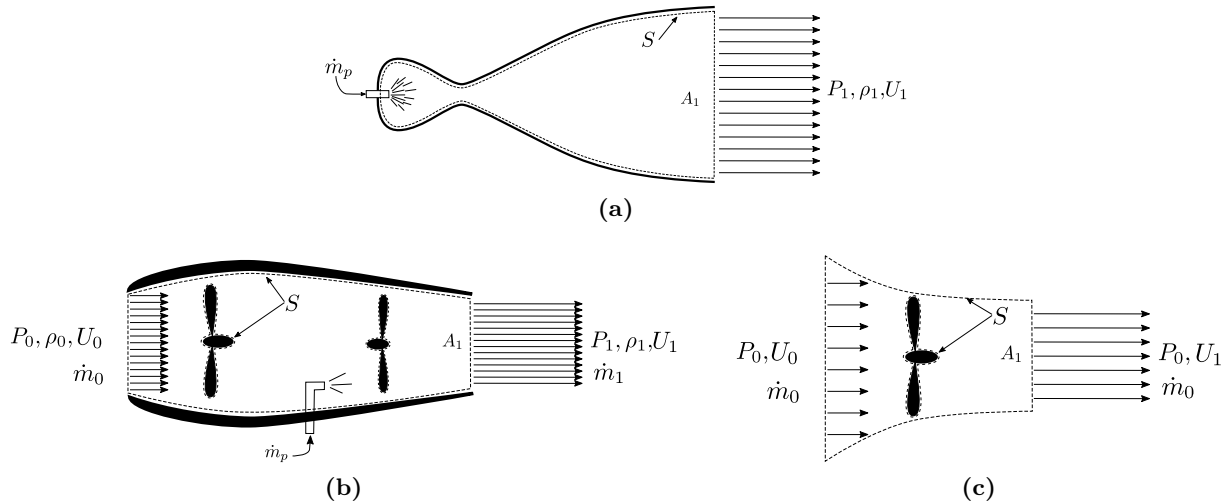 S
ṁₚ
A₁
P₁, ρ₁, U₁
(a)
S
P₀, ρ₀, U₀
ṁ₀
A₁
P₁, ρ₁, U₁
ṁ₁
ṁₚ
(b)
S
P₀, U₀
ṁ₀
A₁
P₀, U₁
ṁ₀
(c)